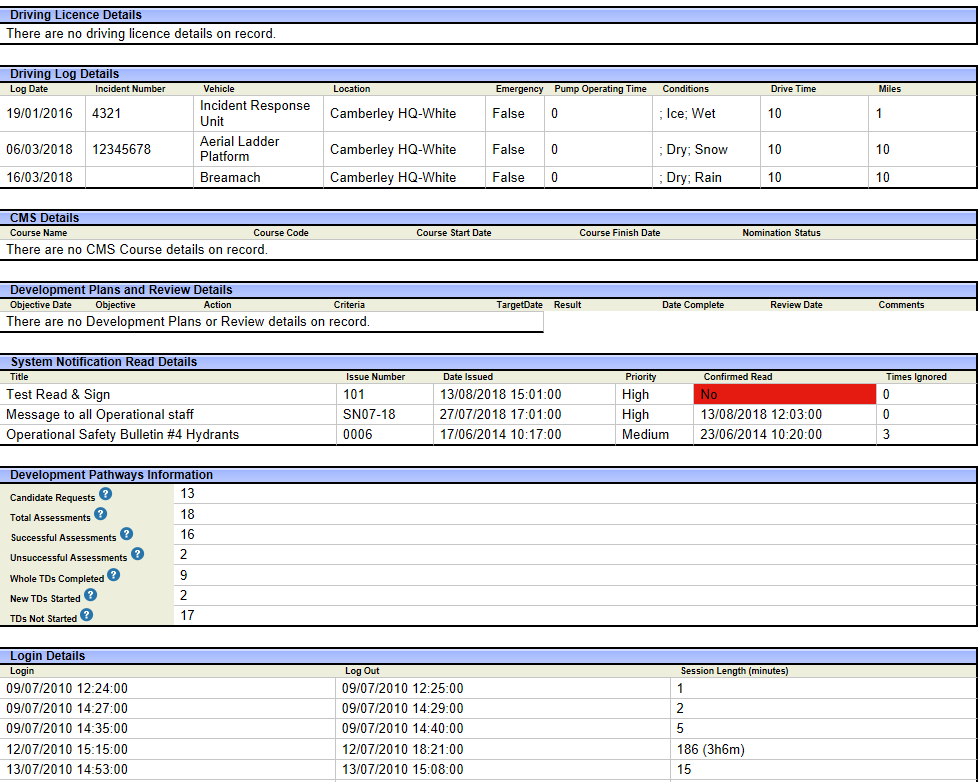 Driving Licence Details
There are no driving licence details on record.
Driving Log Details
Log Date Incident Number Vehicle Location Emergency Pump Operating Time Conditions Drive Time Miles
19/01/2016 4321 Incident Response Unit Camberley HQ-White False 0 ; Ice; Wet 10 1
06/03/2018 12345678 Aerial Ladder Platform Camberley HQ-White False 0 ; Dry; Snow 10 10
16/03/2018 Breamach Camberley HQ-White False 0 ; Dry; Rain 10 10
CMS Details
Course Name Course Code Course Start Date Course Finish Date Nomination Status
There are no CMS Course details on record.
Development Plans and Review Details
Objective Date Objective Action Criteria TargetDate Result Date Complete Review Date Comments
There are no Development Plans or Review details on record.
System Notification Read Details
Title Issue Number Date Issued Priority Confirmed Read Times Ignored
Test Read & Sign 101 13/08/2018 15:01:00 High No 0
Message to all Operational staff SN07-18 27/07/2018 17:01:00 High 13/08/2018 12:03:00 0
Operational Safety Bulletin #4 Hydrants 0006 17/06/2014 10:17:00 Medium 23/06/2014 10:20:00 3
Development Pathways Information
Candidate Requests ? 13
Total Assessments ? 18
Successful Assessments ? 16
Unsuccessful Assessments ? 2
Whole TDs Completed ? 9
New TDs Started ? 2
TDs Not Started ? 17
Login Details
Login Log Out Session Length (minutes)
09/07/2010 12:24:00 09/07/2010 12:25:00 1
09/07/2010 14:27:00 09/07/2010 14:29:00 2
09/07/2010 14:35:00 09/07/2010 14:40:00 5
12/07/2010 15:15:00 12/07/2010 18:21:00 186 (3h6m)
13/07/2010 14:53:00 13/07/2010 15:08:00 15